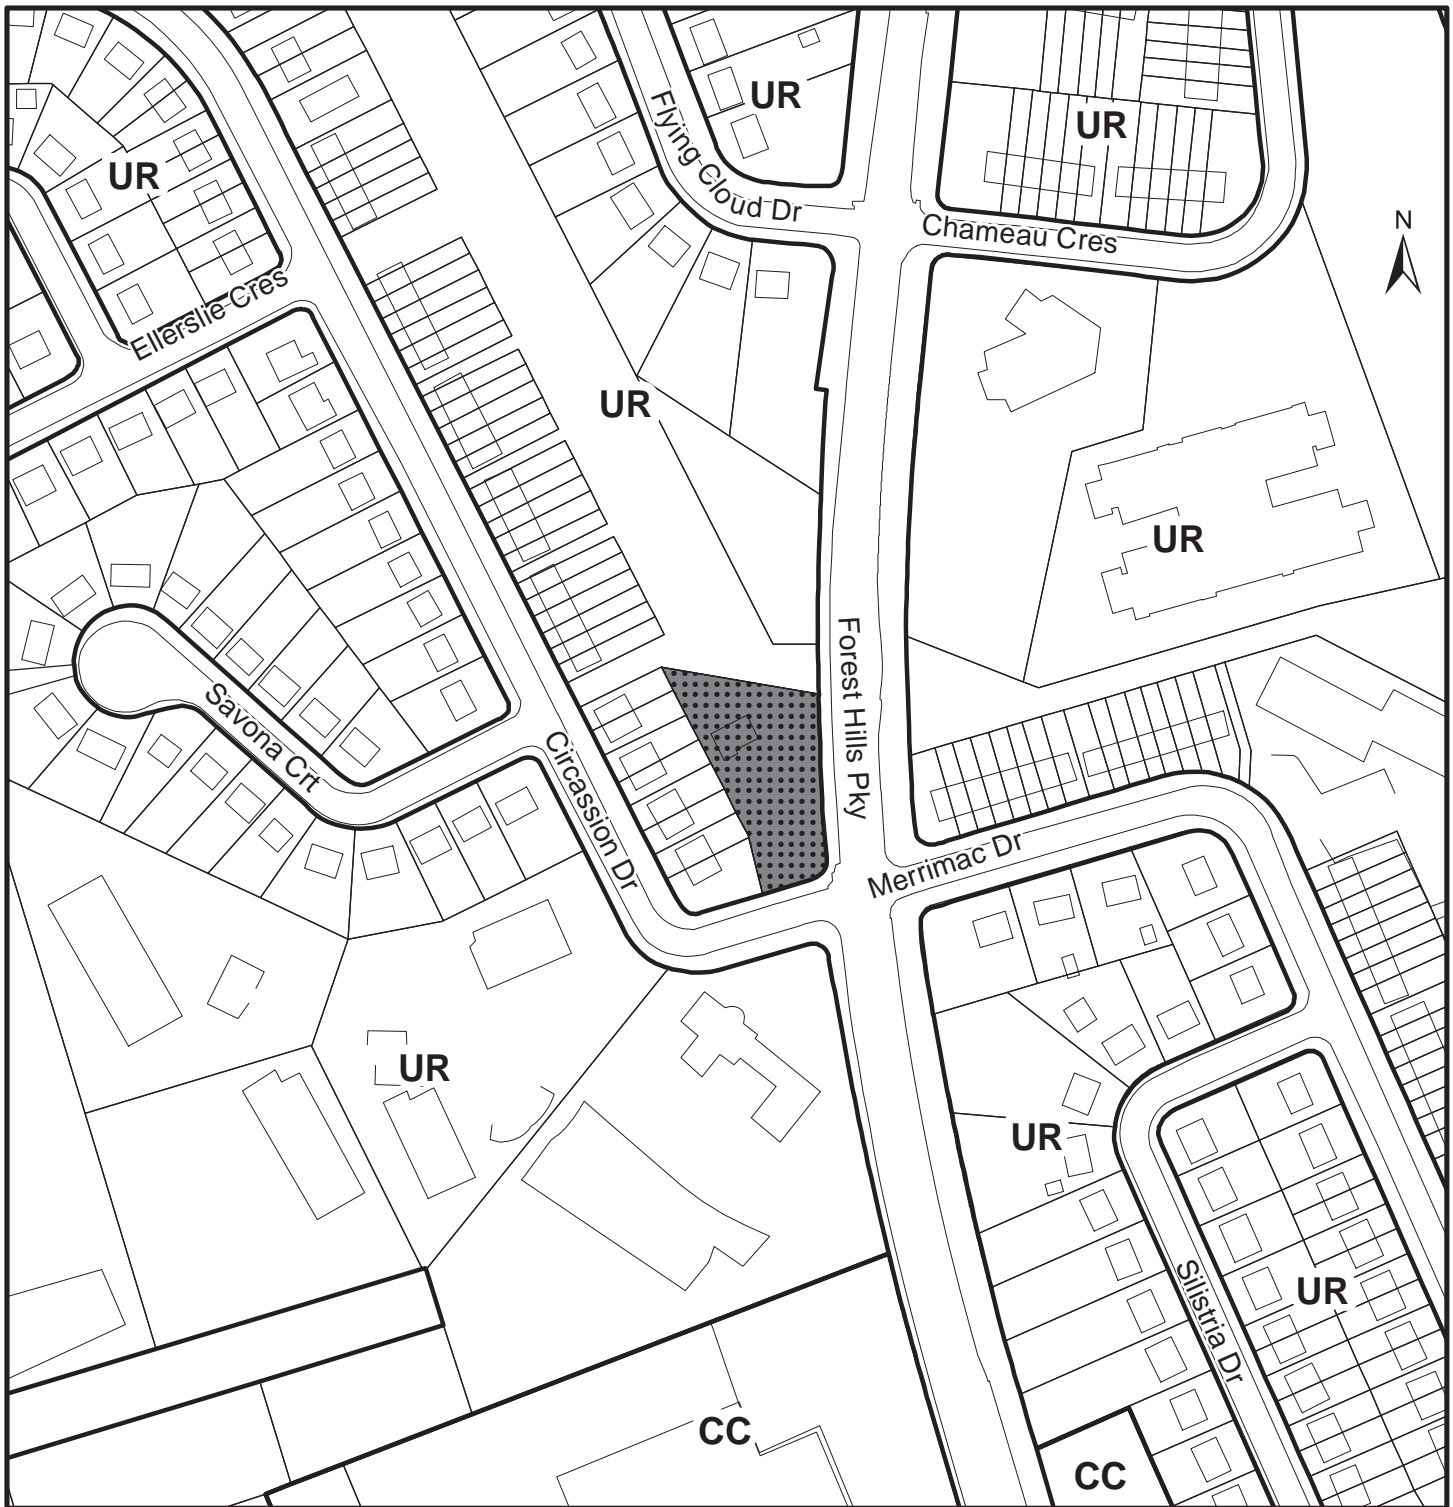 UR
UR
UR
Flying Cloud Dr
Chameau Cres
N
Ellerslie Cres
UR
UR
Forest Hills Pky
Savona Crt
Circassion Dr
Merrimac Dr
UR
UR
Silistria Dr
UR
CC
CC